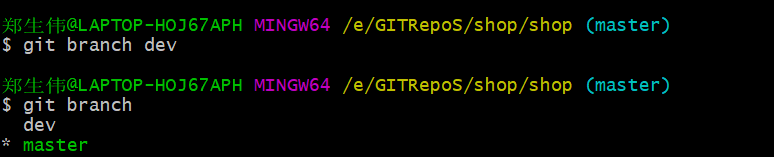 郑生伟@LAPTOP-HOJ67APH MINGW64 /e/GITRepoS/shop/shop (master)
$ git branch dev
郑生伟@LAPTOP-HOJ67APH MINGW64 /e/GITRepoS/shop/shop (master)
$ git branch
  dev
* master